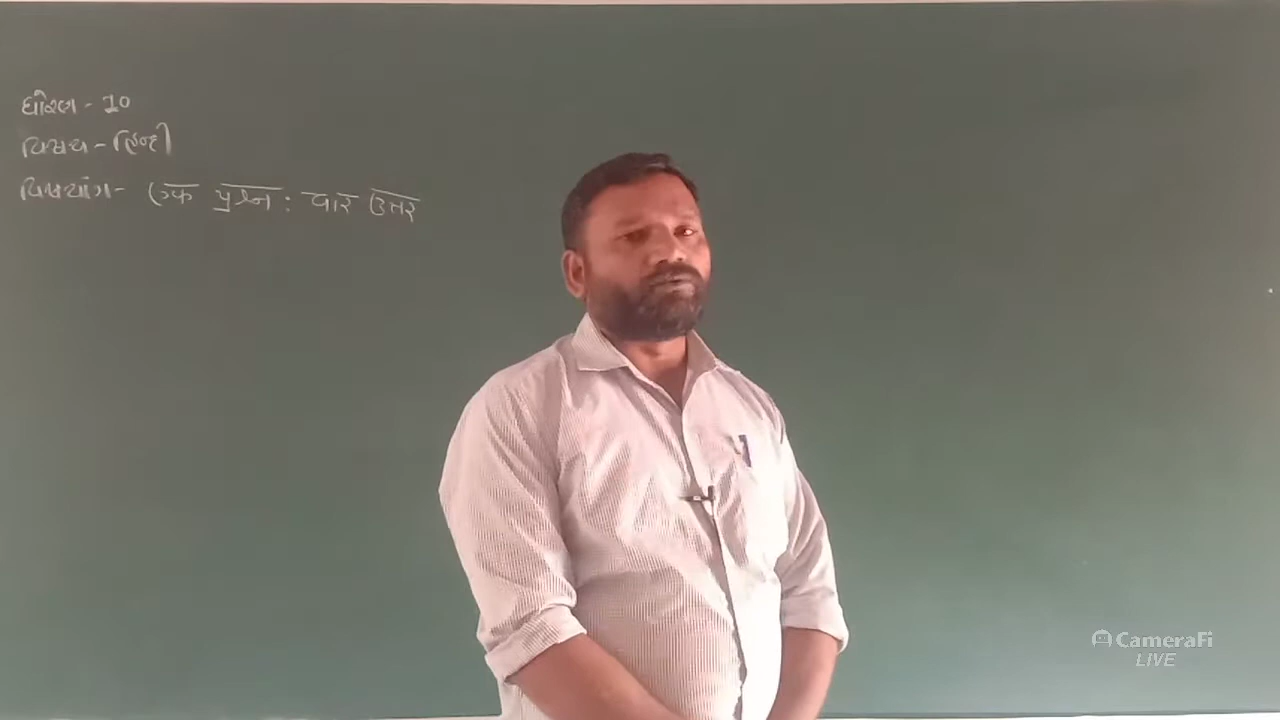 ધોરણ - 10
વિષય - હિન્દી
વિષયાંગ - एक प्रश्न : चार उत्तर
CameraFi
LIVE